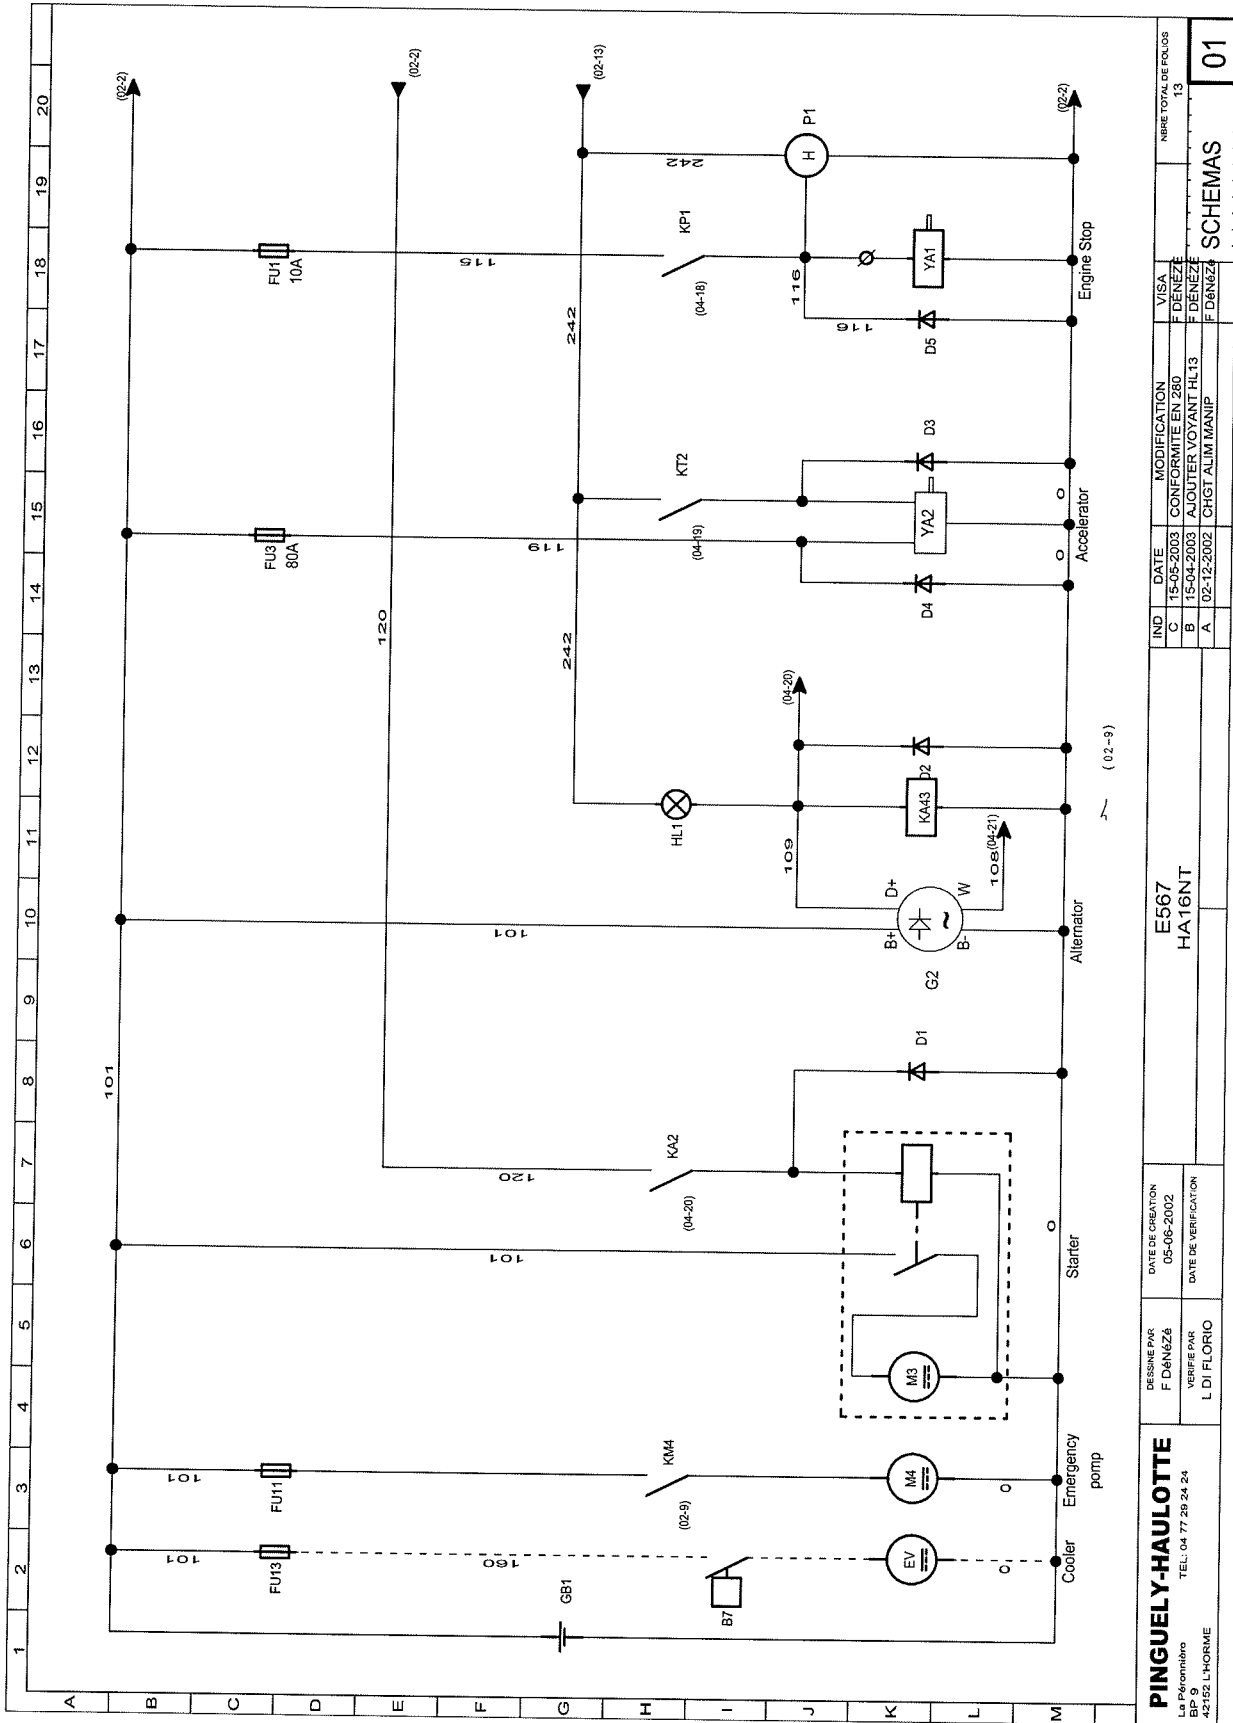 1 2 3 4 5 6 7 8 9 10 11 12 13 14 15 16 17 18 19 20
A
B
C
D
E
F
G
H
I
J
K
L
M
(02-2)
(02-2)
(02-13)
(02-2)
101
101
101
101
101
120
120
160
119
115
242
242
242
116
116
109
108
(04-21)
(04-20)
FU13
FU11
FU3
80A
FU1
10A
GB1
B7
KM4
(02-9)
KA2
(04-20)
HL1
KT2
(04-19)
KP1
(04-18)
EV
M4
M3
D1
G2
B+
D+
B-
W
KA43
D2
D4
YA2
D3
D5
YA1
H
P1
0
0
0
0
0
Cooler
Emergency
pomp
Starter
Alternator
(02-9)
Accelerator
Engine Stop
PINGUELY-HAULOTTE
La Péronnière
BP 9
TEL: 04 77 29 24 24
42152 L'HORME
DESSINE PAR
F DéNéZé
VERIFIE PAR
L DI FLORIO
DATE DE CREATION
05-06-2002
DATE DE VERIFICATION
E567
HA16NT
IND DATE MODIFICATION VISA
C 15-05-2003 CONFORMITE EN 280 F DENEZE
B 15-04-2003 AJOUTER VOYANT HL13 F DENEZE
A 02-12-2002 CHGT ALIM MANIP F DéNéZé
NBRE TOTAL DE FOLIOS
13
SCHEMAS
01